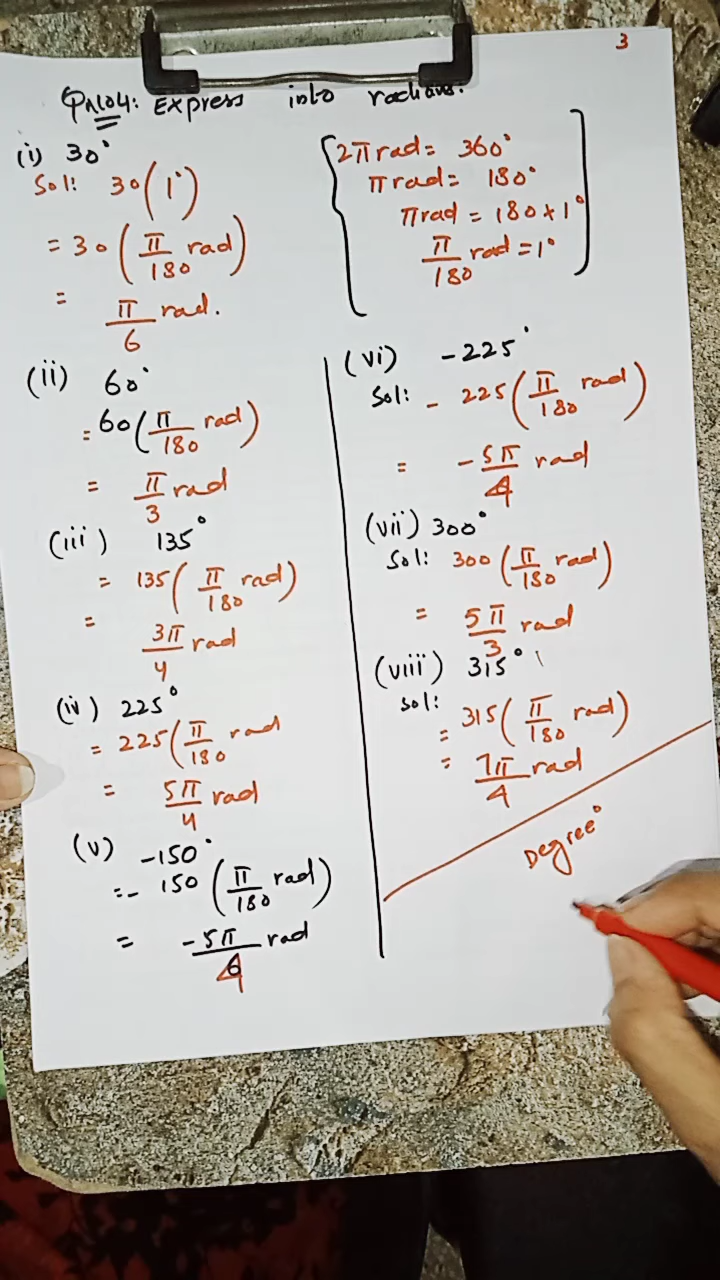 3
QNo4: Express into radians.
(i) 30°
Sol: 30(1°)
= 30(π/180 rad)
= π/6 rad.
2π rad = 360°
π rad = 180°
π rad = 180 × 1°
π/180 rad = 1°
(ii) 60°
= 60(π/180 rad)
= π/3 rad
(iii) 135°
= 135(π/180 rad)
= 3π/4 rad
(iv) 225°
= 225(π/180 rad
= 5π/4 rad
(v) -150°
= -150(π/180 rad)
= -5π/6 rad
(vi) -225°
Sol: -225(π/180 rad)
= -5π/4 rad
(vii) 300°
Sol: 300(π/180 rad)
= 5π/3 rad
(viii) 315°
Sol:
= 315(π/180 rad)
= 7π/4 rad
Degree°